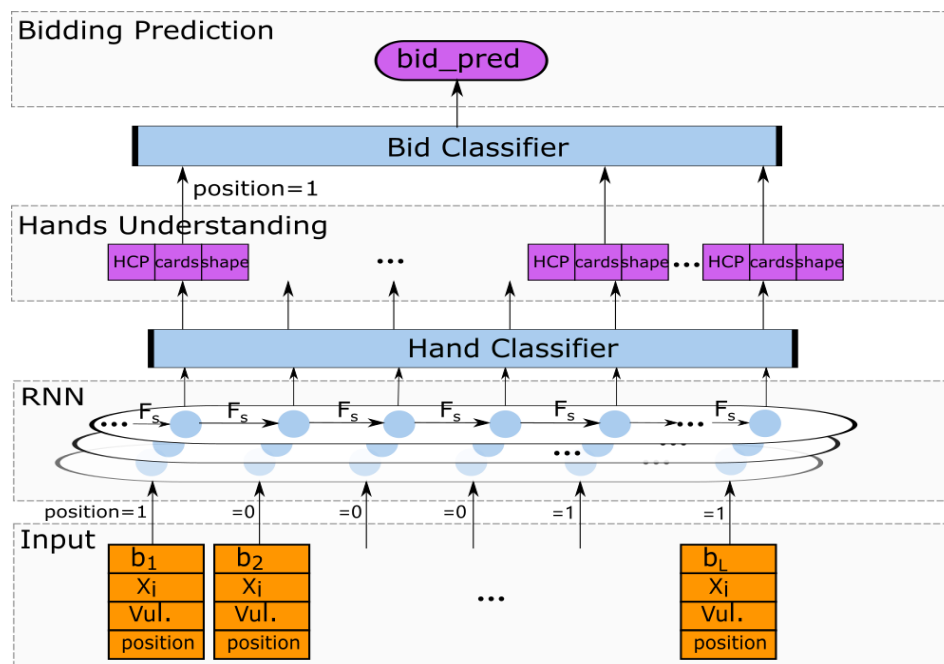 Bidding Prediction
bid_pred
Bid Classifier
position=1
Hands Understanding
HCP cards shape ... HCP cards shape ... HCP cards shape
Hand Classifier
RNN
... Fs Fs Fs Fs Fs ... Fs
... ...
position=1 =0 =0 =0 =1 =1
Input
b1 b2 bL
Xi Xi Xi
Vul. Vul. ... Vul.
position position position